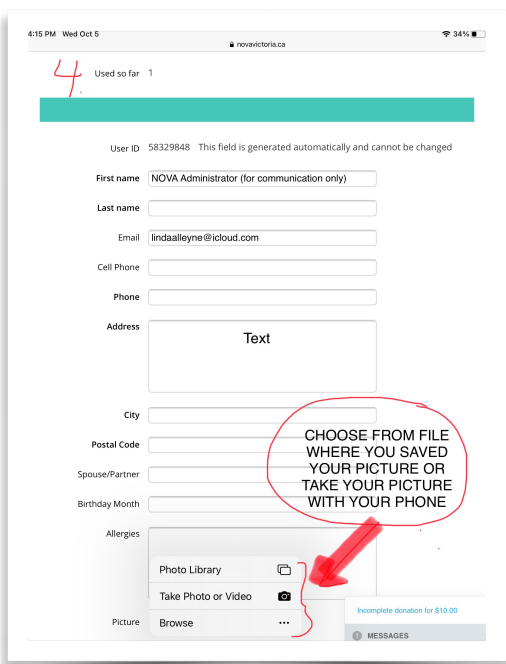 4:15 PM Wed Oct 5 34%
novavictoria.ca
4.
Used so far 1
User ID 58329848 This field is generated automatically and cannot be changed
First name NOVA Administrator (for communication only)
Last name
Email lindaalleyne@icloud.com
Cell Phone
Phone
Address
Text
City
CHOOSE FROM FILE
WHERE YOU SAVED
YOUR PICTURE OR
TAKE YOUR PICTURE
WITH YOUR PHONE
Postal Code
Spouse/Partner
Birthday Month
Allergies
Photo Library
Take Photo or Video
Browse
Picture
Incomplete donation for $10.00
MESSAGES